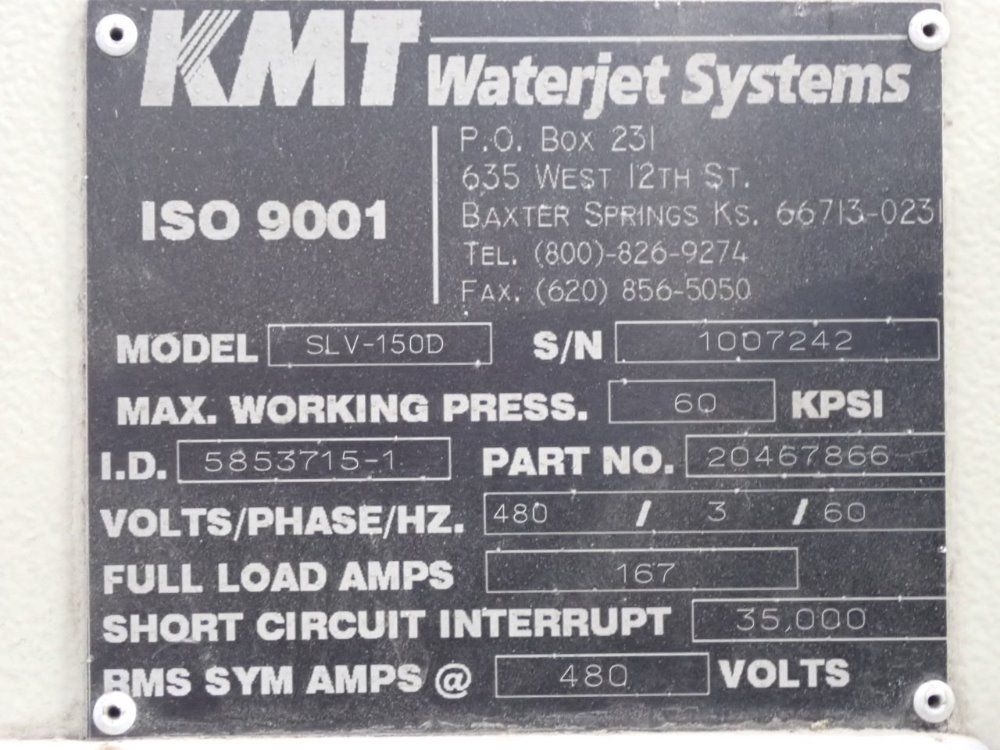 KMT Waterjet Systems
P.O. Box 231
635 WEST 12TH ST.
BAXTER SPRINGS KS. 66713-0231
TEL. (800)-826-9274
FAX. (620) 856-5050
ISO 9001
MODEL SLV-150D S/N 1007242
MAX. WORKING PRESS. 60 KPSI
I.D. 5853715-1 PART NO. 20467866
VOLTS/PHASE/HZ. 480 / 3 / 60
FULL LOAD AMPS 167
SHORT CIRCUIT INTERRUPT 35,000
RMS SYM AMPS @ 480 VOLTS